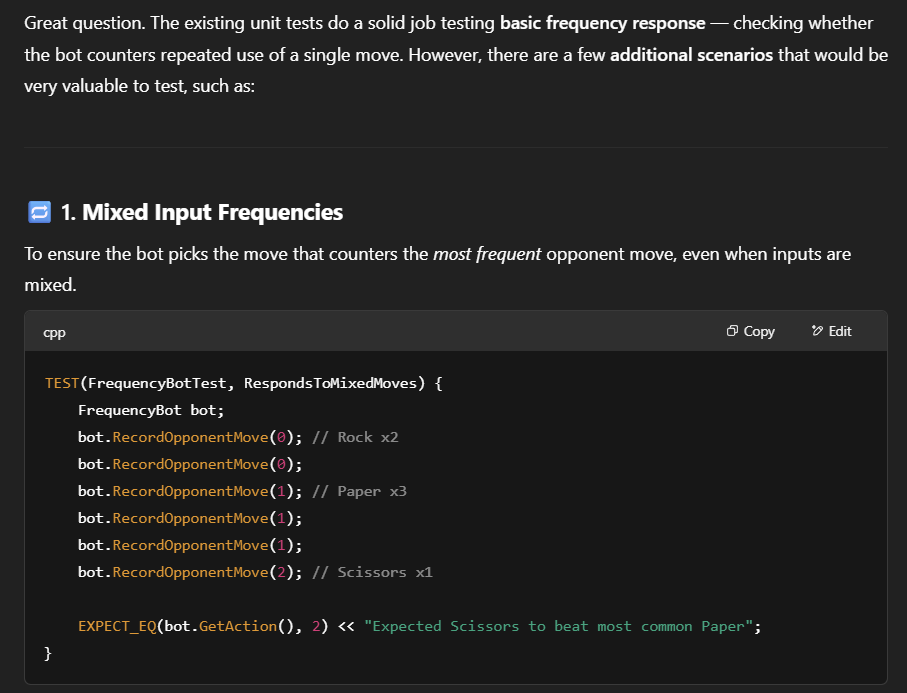 Great question. The existing unit tests do a solid job testing basic frequency response — checking whether
the bot counters repeated use of a single move. However, there are a few additional scenarios that would be
very valuable to test, such as:
🔁 1. Mixed Input Frequencies
To ensure the bot picks the move that counters the most frequent opponent move, even when inputs are
mixed.
cpp Copy Edit
TEST(FrequencyBotTest, RespondsToMixedMoves) {
    FrequencyBot bot;
    bot.RecordOpponentMove(0); // Rock x2
    bot.RecordOpponentMove(0);
    bot.RecordOpponentMove(1); // Paper x3
    bot.RecordOpponentMove(1);
    bot.RecordOpponentMove(1);
    bot.RecordOpponentMove(2); // Scissors x1
    EXPECT_EQ(bot.GetAction(), 2) << "Expected Scissors to beat most common Paper";
}